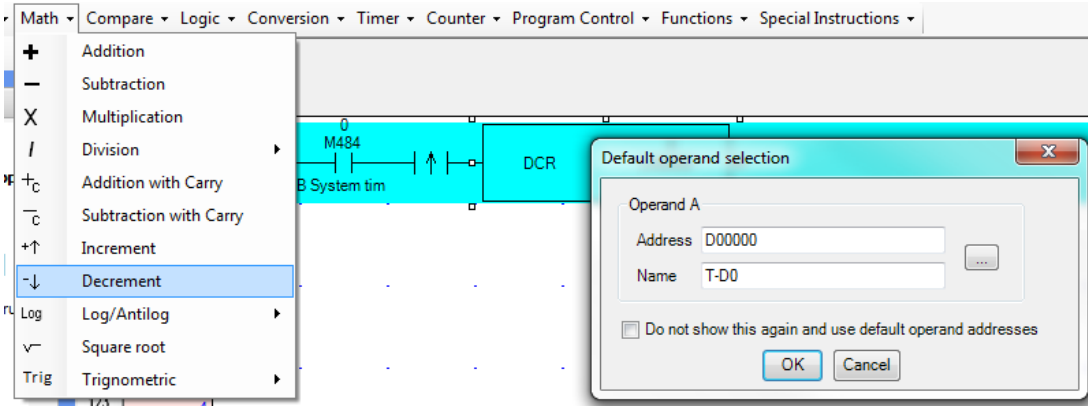 Math Compare Logic Conversion Timer Counter Program Control Functions Special Instructions
+ Addition
− Subtraction
X Multiplication
/ Division
+c Addition with Carry
−c Subtraction with Carry
+↑ Increment
-↓ Decrement
Log Log/Antilog
√ Square root
Trig Trignometric
0
M484
B System tim
DCR
Default operand selection
Operand A
Address D00000
...
Name T-D0
Do not show this again and use default operand addresses
OK Cancel